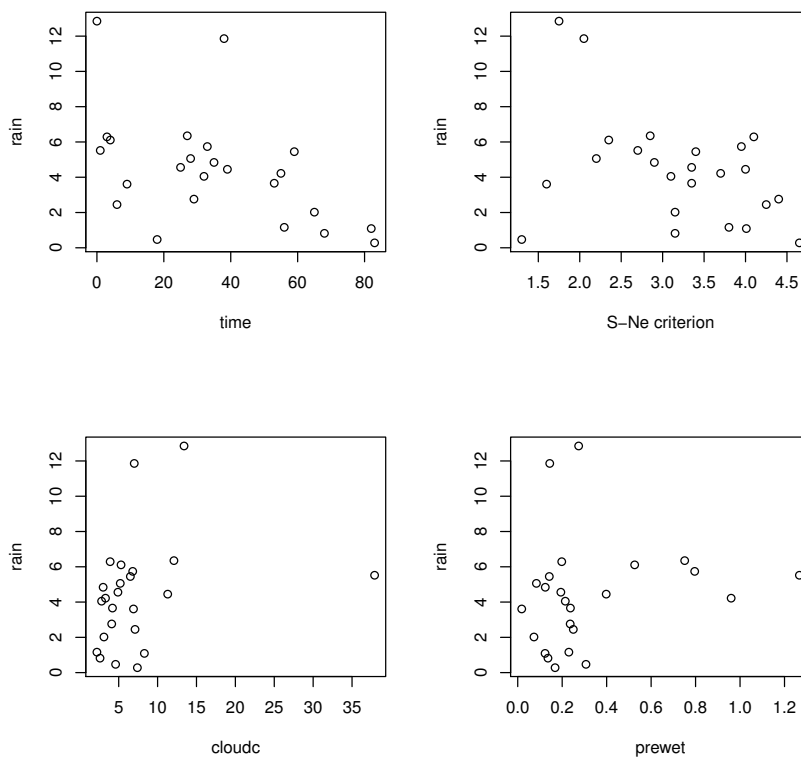 rain
0 2 4 6 8 10 12
0 20 40 60 80
time
rain
0 2 4 6 8 10 12
1.5 2.0 2.5 3.0 3.5 4.0 4.5
S−Ne criterion
rain
0 2 4 6 8 10 12
5 10 15 20 25 30 35
cloudc
rain
0 2 4 6 8 10 12
0.0 0.2 0.4 0.6 0.8 1.0 1.2
prewet